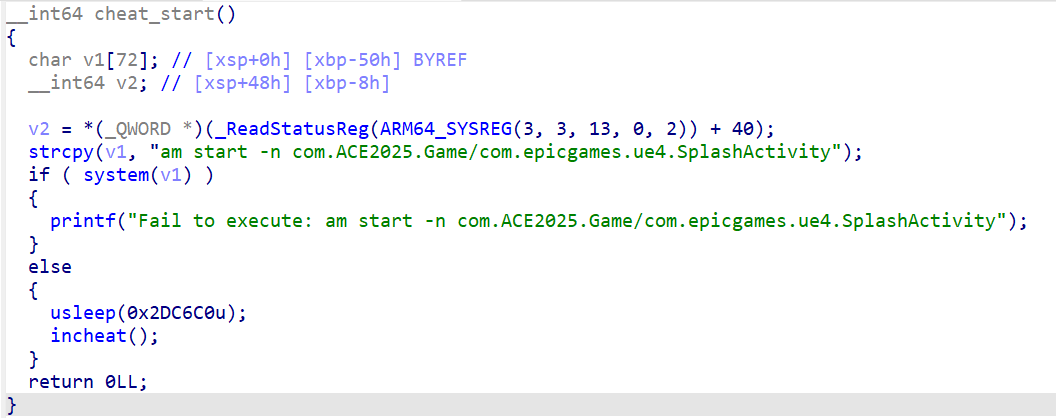 __int64 cheat_start()
{
  char v1[72]; // [xsp+0h] [xbp-50h] BYREF
  __int64 v2; // [xsp+48h] [xbp-8h]

  v2 = *(_QWORD *)(_ReadStatusReg(ARM64_SYSREG(3, 3, 13, 0, 2)) + 40);
  strcpy(v1, "am start -n com.ACE2025.Game/com.epicgames.ue4.SplashActivity");
  if ( system(v1) )
  {
    printf("Fail to execute: am start -n com.ACE2025.Game/com.epicgames.ue4.SplashActivity");
  }
  else
  {
    usleep(0x2DC6C0u);
    incheat();
  }
  return 0LL;
}